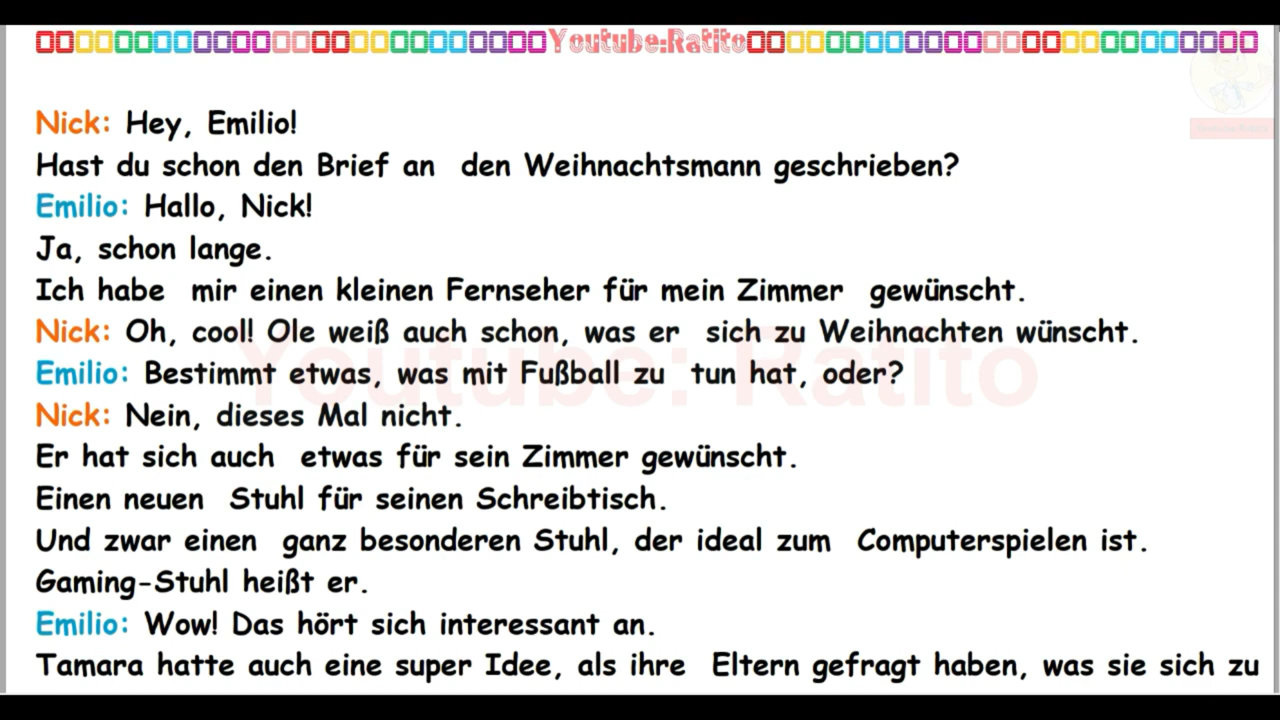 Youtube:Ratito
Nick: Hey, Emilio!
Hast du schon den Brief an den Weihnachtsmann geschrieben?
Emilio: Hallo, Nick!
Ja, schon lange.
Ich habe mir einen kleinen Fernseher für mein Zimmer gewünscht.
Nick: Oh, cool! Ole weiß auch schon, was er sich zu Weihnachten wünscht.
Youtube: Ratito
Emilio: Bestimmt etwas, was mit Fußball zu tun hat, oder?
Nick: Nein, dieses Mal nicht.
Er hat sich auch etwas für sein Zimmer gewünscht.
Einen neuen Stuhl für seinen Schreibtisch.
Und zwar einen ganz besonderen Stuhl, der ideal zum Computerspielen ist.
Gaming-Stuhl heißt er.
Emilio: Wow! Das hört sich interessant an.
Tamara hatte auch eine super Idee, als ihre Eltern gefragt haben, was sie sich zu